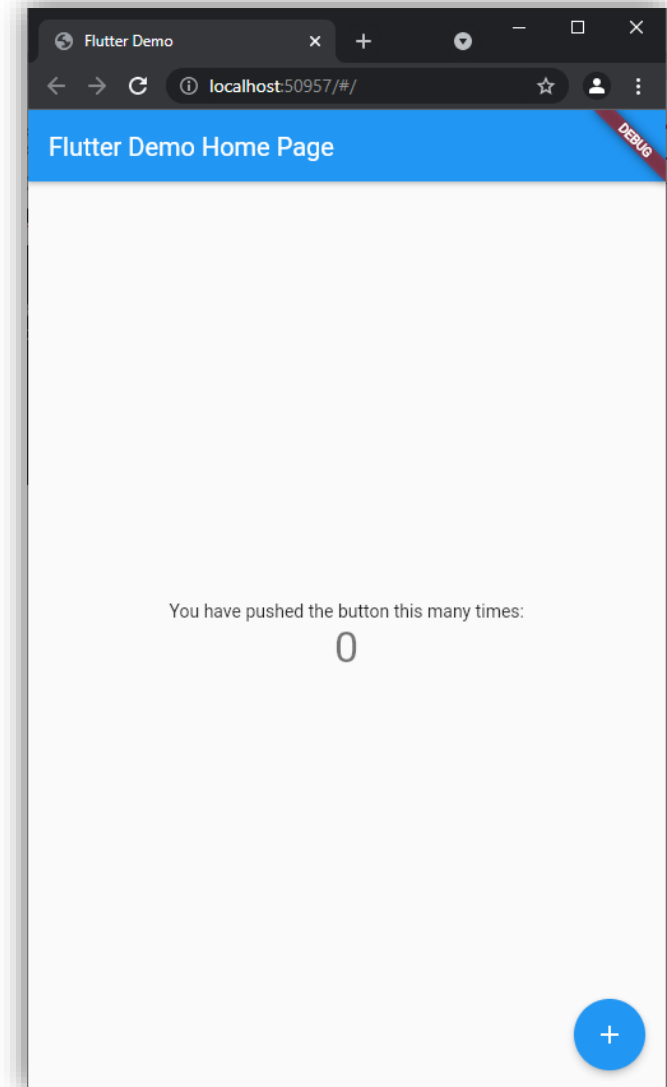 Flutter Demo
localhost:50957/#/
Flutter Demo Home Page
DEBUG
You have pushed the button this many times:
0